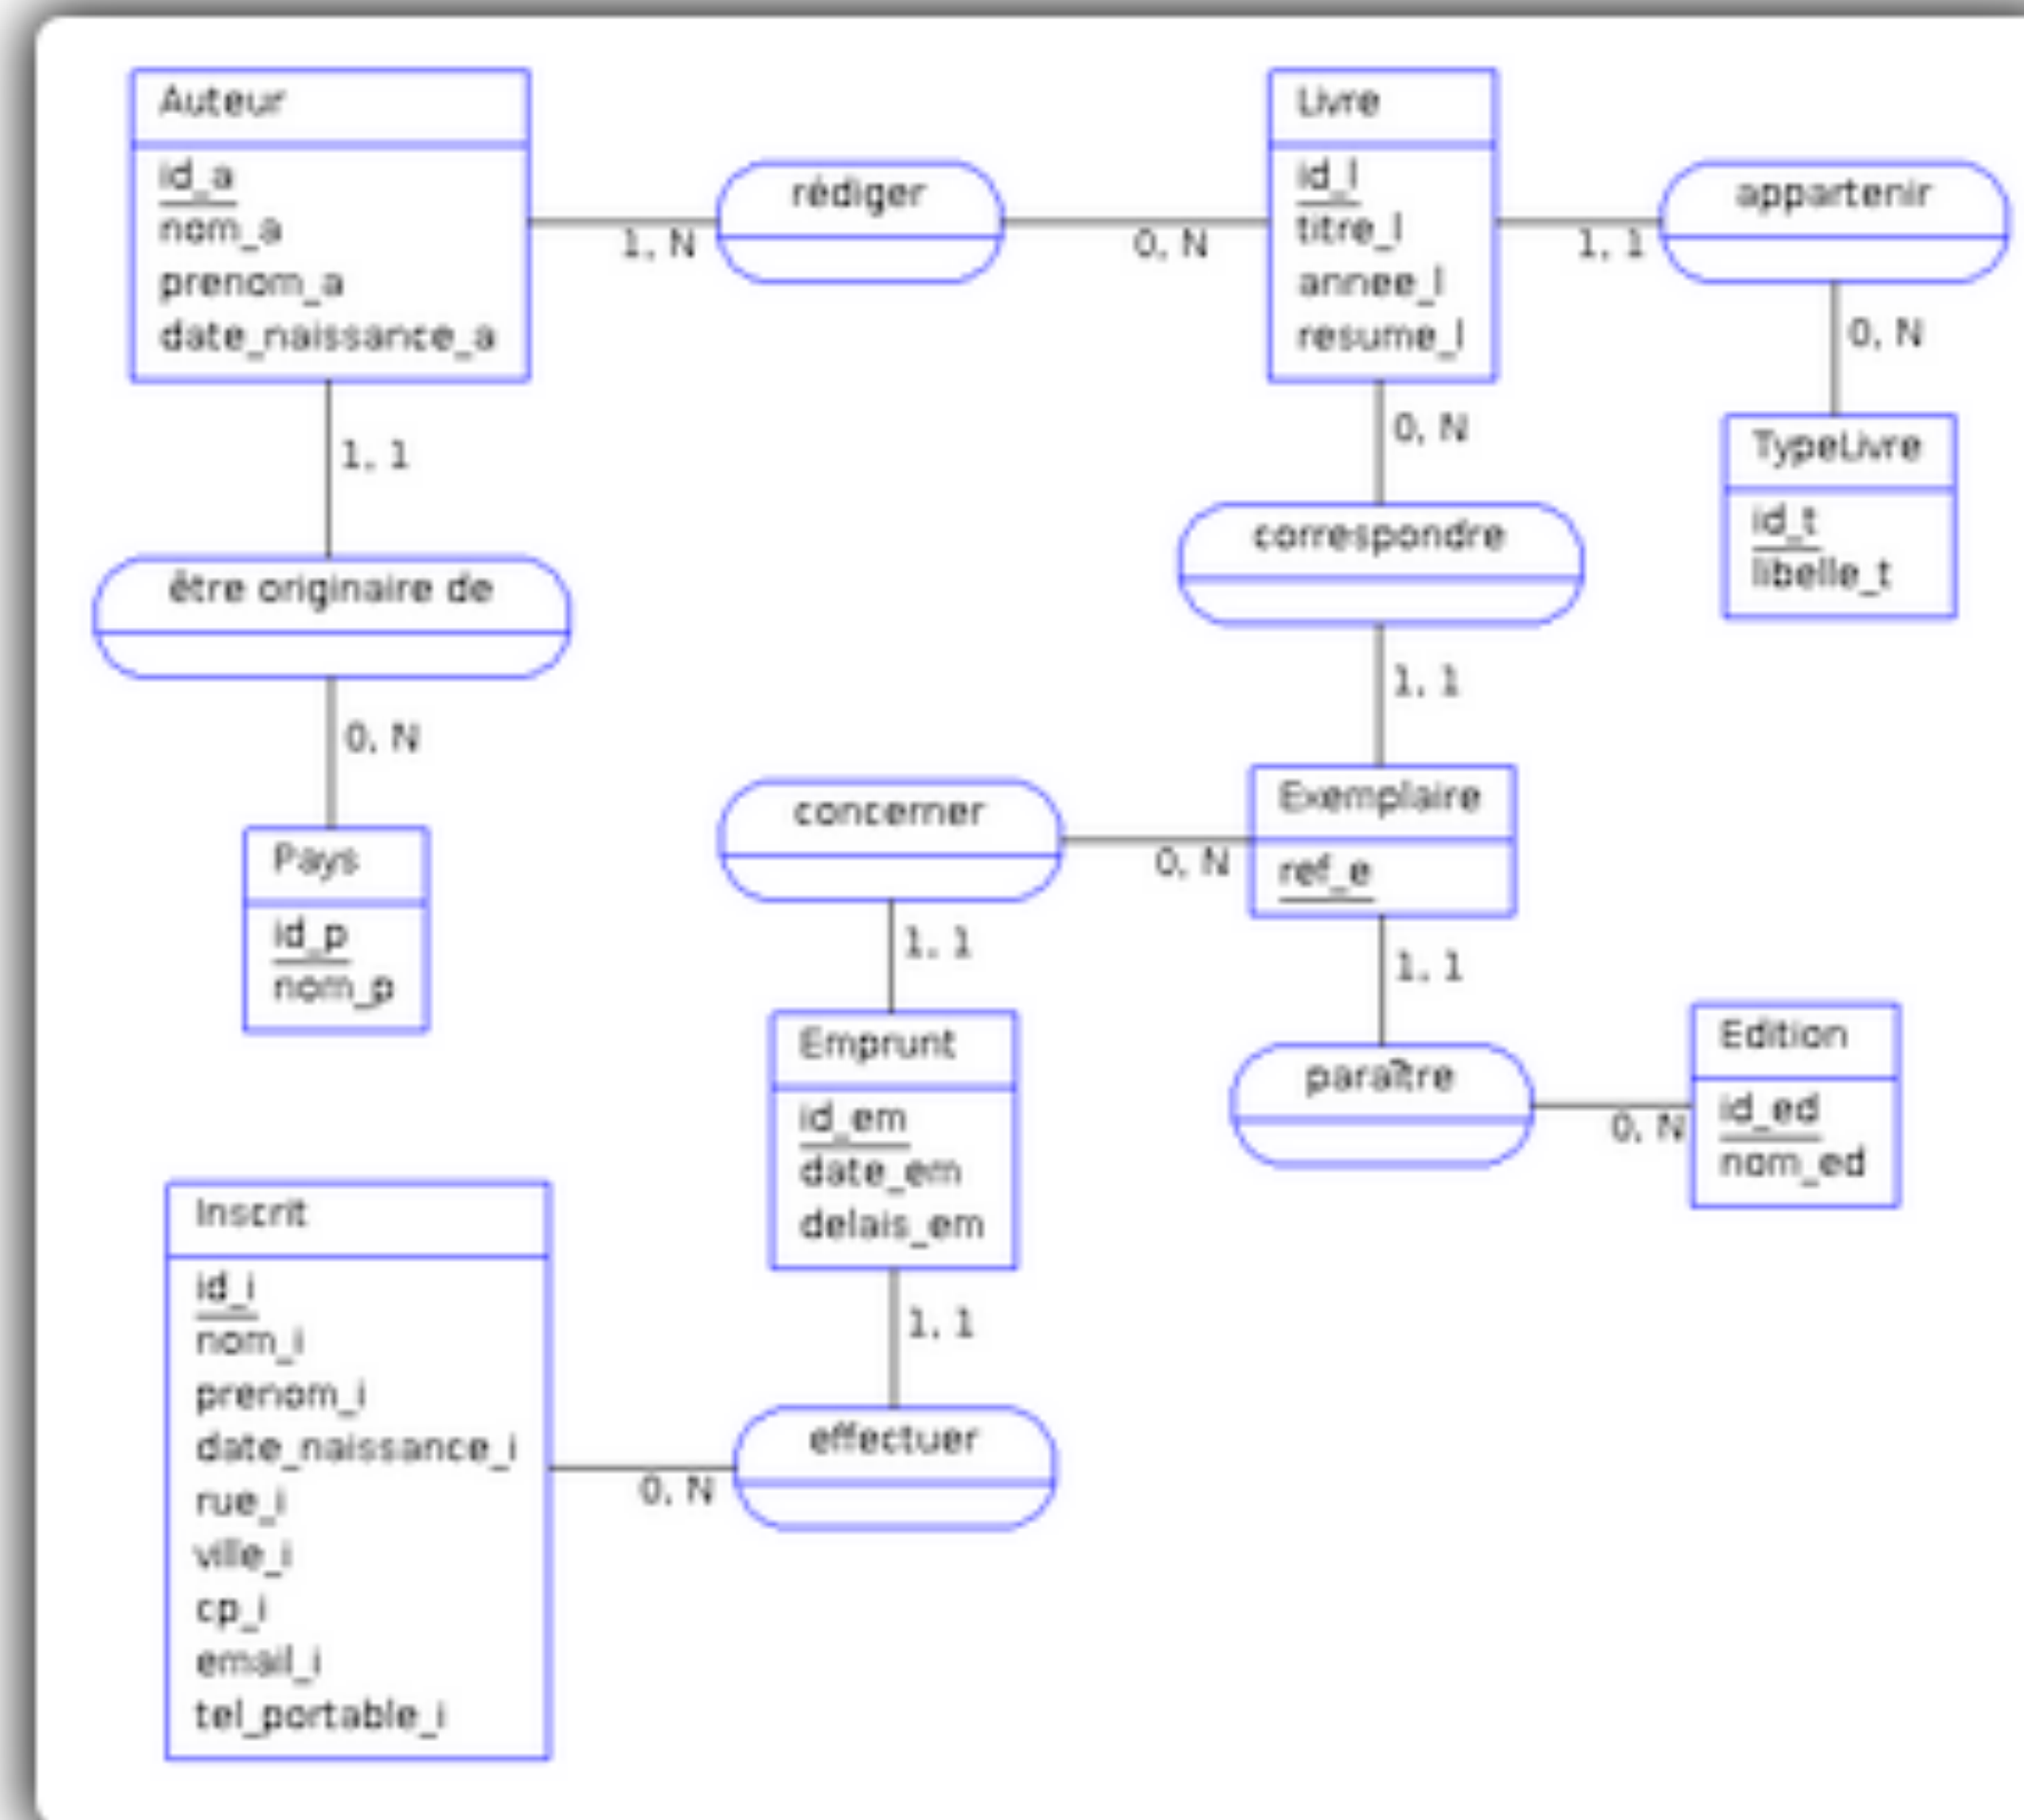 Auteur
id_a
nom_a
prenom_a
date_naissance_a
1, N
rédiger
0, N
Livre
id_l
titre_l
annee_l
resume_l
1, 1
appartenir
0, N
TypeLivre
id_t
libelle_t
1, 1
être originaire de
0, N
Pays
id_p
nom_p
0, N
correspondre
1, 1
Exemplaire
ref_e
concerner
0, N
1, 1
Emprunt
id_em
date_em
delais_em
1, 1
paraître
0, N
Edition
id_ed
nom_ed
1, 1
effectuer
0, N
Inscrit
id_i
nom_i
prenom_i
date_naissance_i
rue_i
ville_i
cp_i
email_i
tel_portable_i